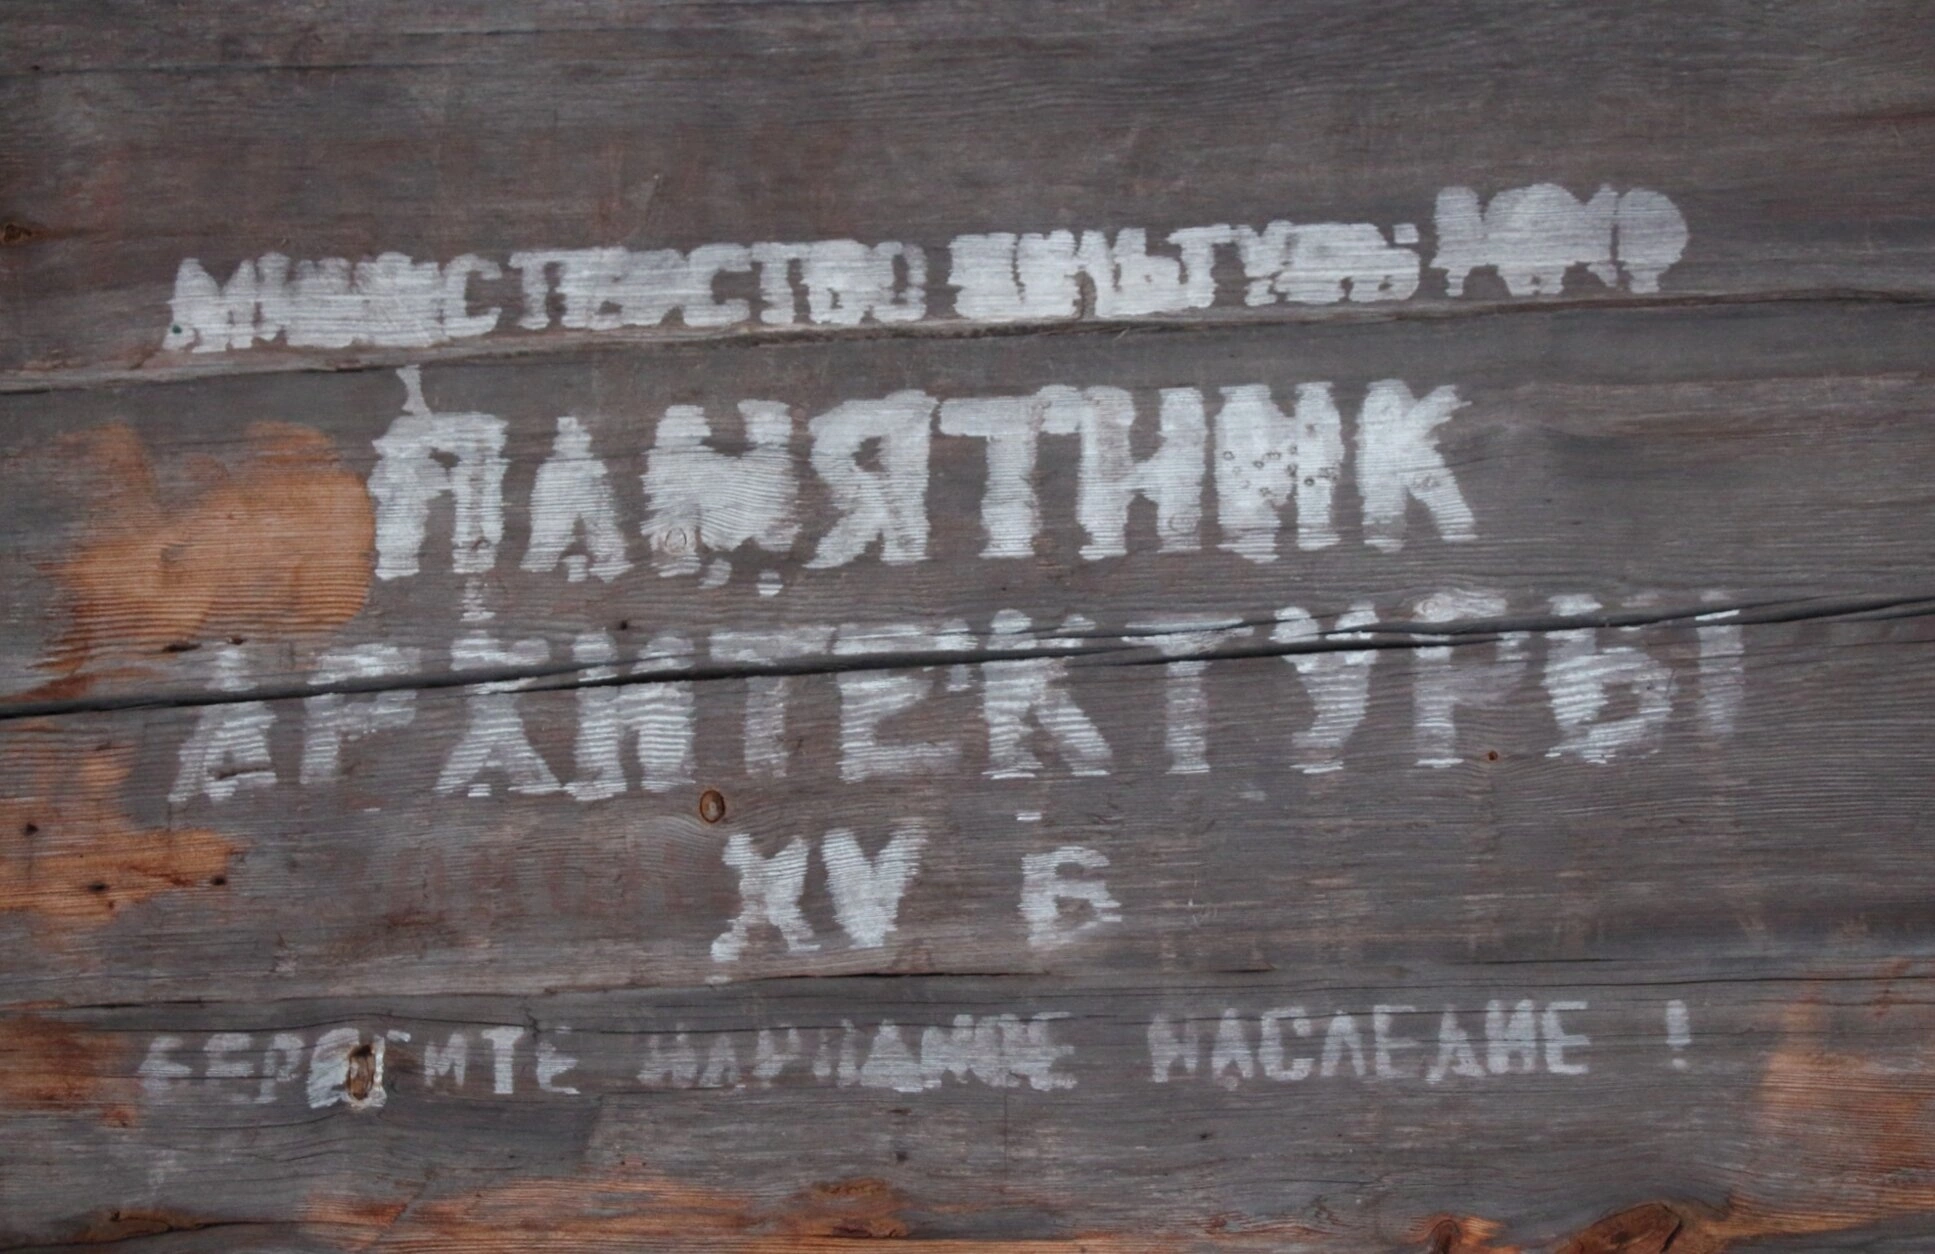 МИНИСТЕРСТВО КУЛЬТУРЫ
ПАМЯТНИК
АРХИТЕКТУРЫ
XV В
БЕРЕГИТЕ НАРОДНОЕ НАСЛЕДИЕ !